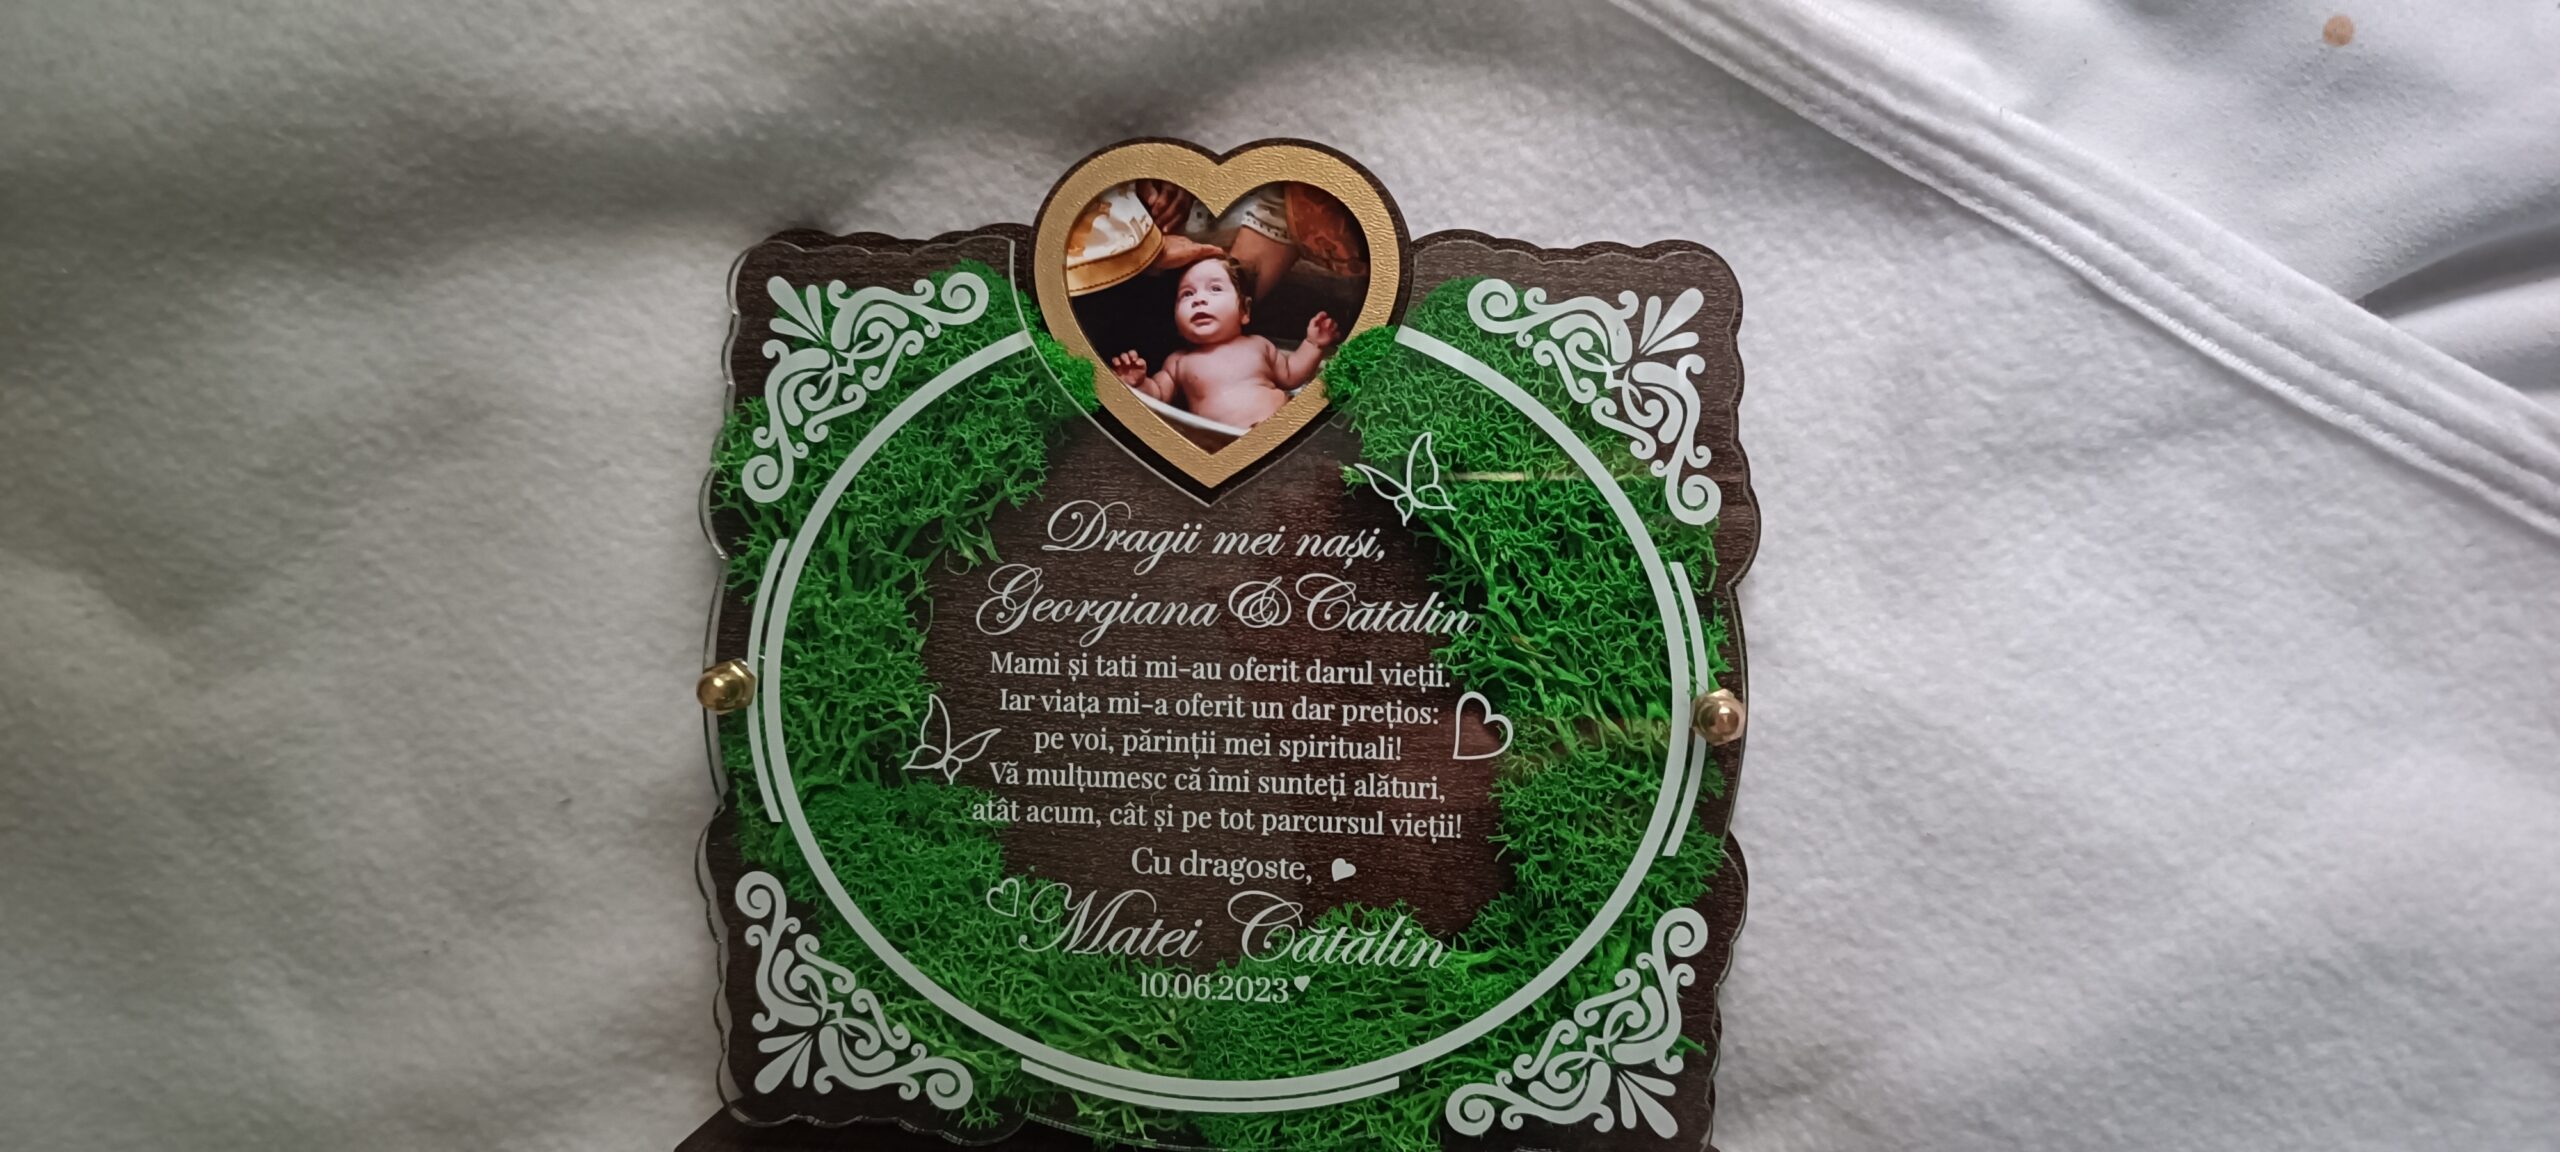 Dragii mei nași,
Georgiana & Cătălin
Mami și tati mi-au oferit darul vieții.
Iar viața mi-a oferit un dar prețios:
pe voi, părinții mei spirituali!
Vă mulțumesc că îmi sunteți alături,
atât acum, cât și pe tot parcursul vieții!
Cu dragoste,
Matei Cătălin
10.06.2023